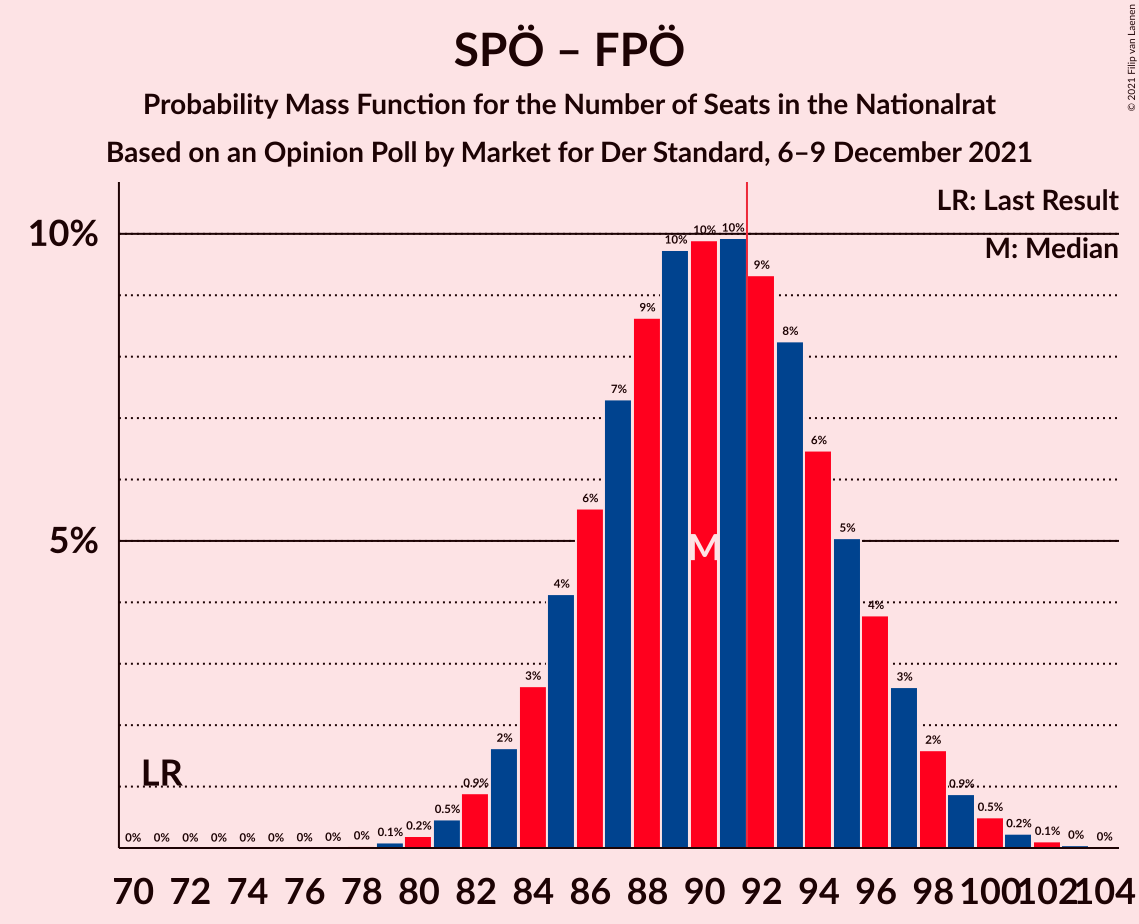 SPÖ – FPÖ
Probability Mass Function for the Number of Seats in the Nationalrat
Based on an Opinion Poll by Market for Der Standard, 6–9 December 2021
© 2021 Filip van Laenen
LR: Last Result
M: Median
10%
5%
LR
M
0% 0% 0% 0% 0% 0% 0% 0% 0% 0.1% 0.2% 0.5% 0.9% 2% 3% 4% 6% 7% 9% 10% 10% 10% 9% 8% 6% 5% 4% 3% 2% 0.9% 0.5% 0.2% 0.1% 0% 0%
70 72 74 76 78 80 82 84 86 88 90 92 94 96 98 100 102 104